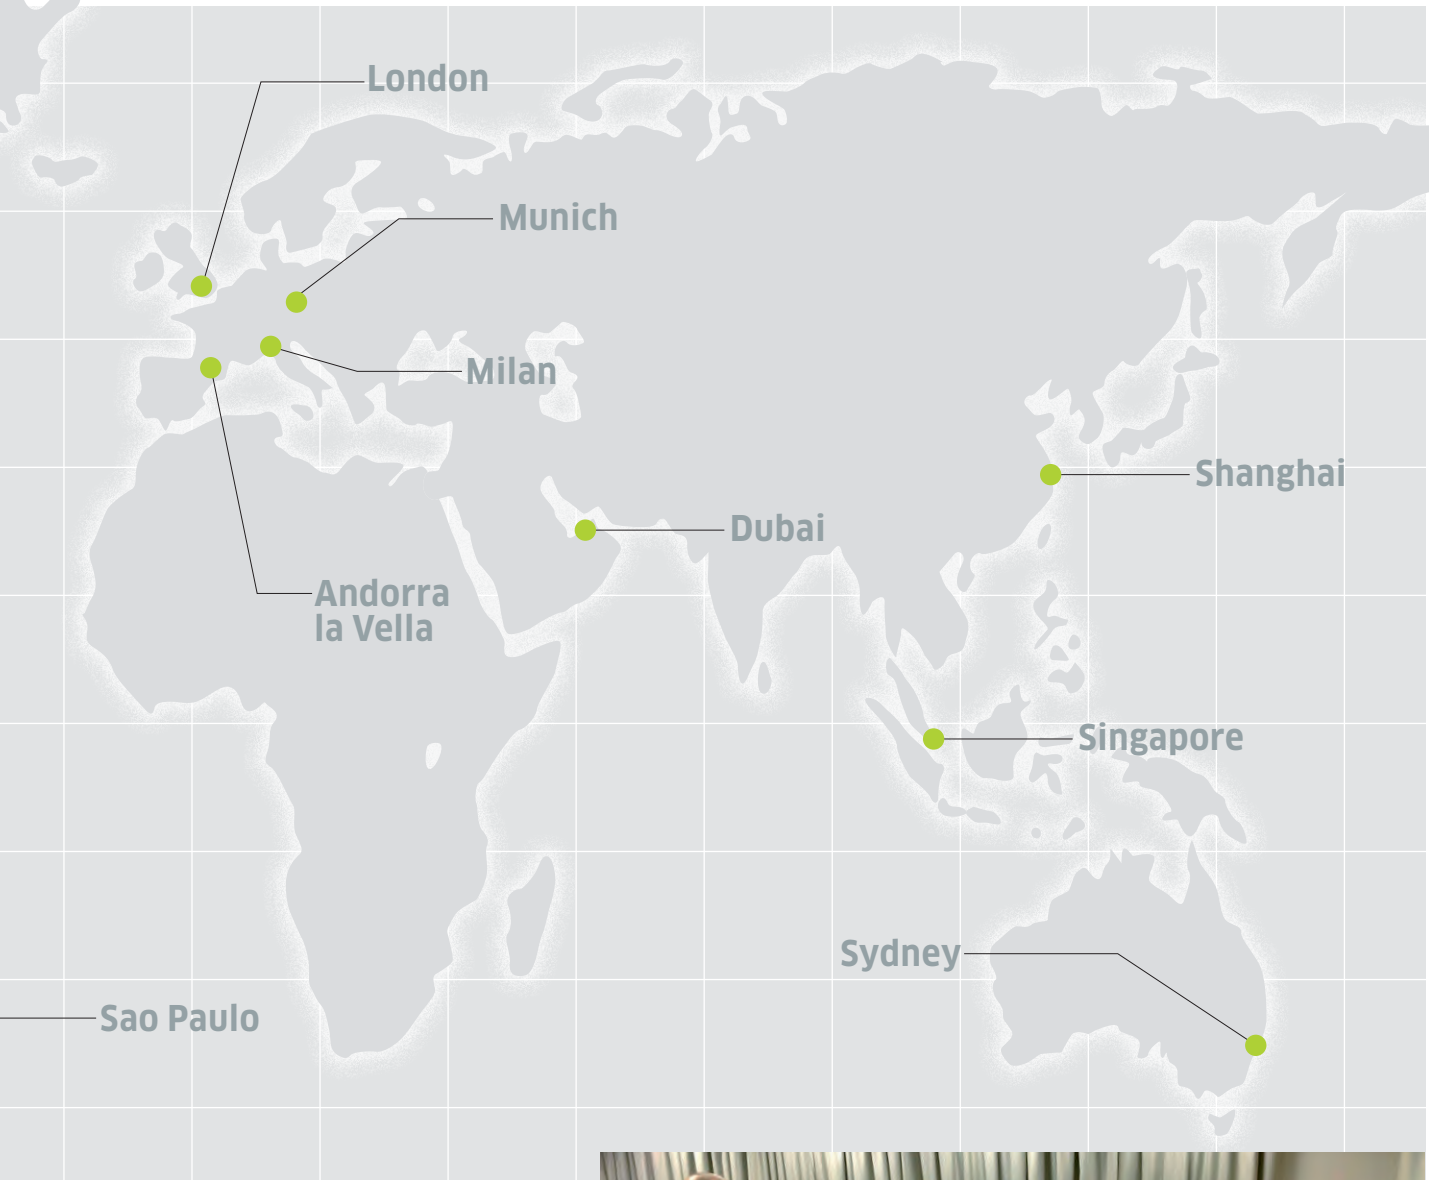 London
Munich
Milan
Shanghai
Dubai
Andorra
la Vella
Singapore
Sydney
Sao Paulo